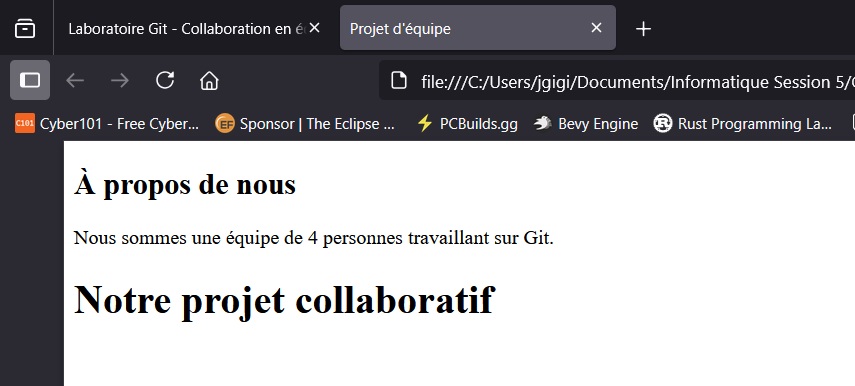 Laboratoire Git - Collaboration en é
Projet d'équipe
file:///C:/Users/jgigi/Documents/Informatique Session 5/
C101 Cyber101 - Free Cyber...
EF Sponsor | The Eclipse ...
PCBuilds.gg
Bevy Engine
R Rust Programming La...
À propos de nous
Nous sommes une équipe de 4 personnes travaillant sur Git.
Notre projet collaboratif